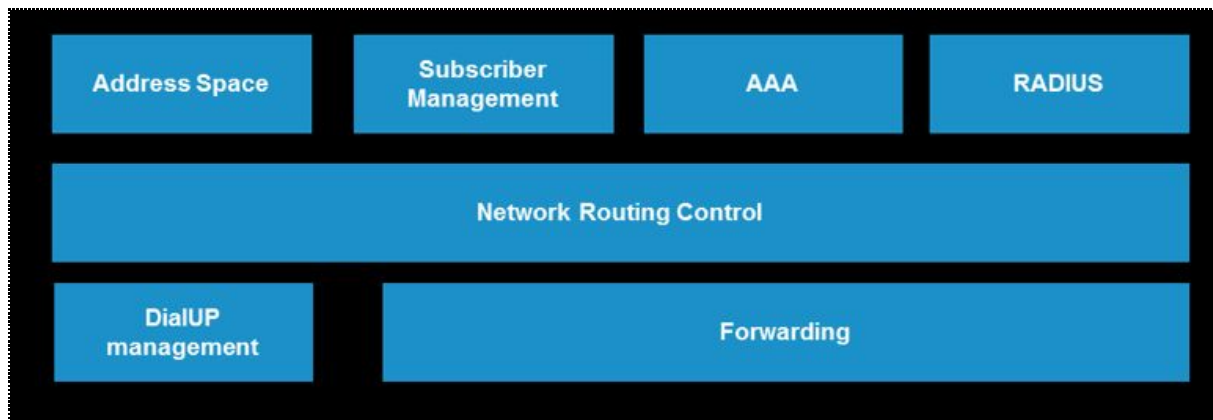 Address Space
Subscriber
Management
AAA
RADIUS
Network Routing Control
DialUP
management
Forwarding